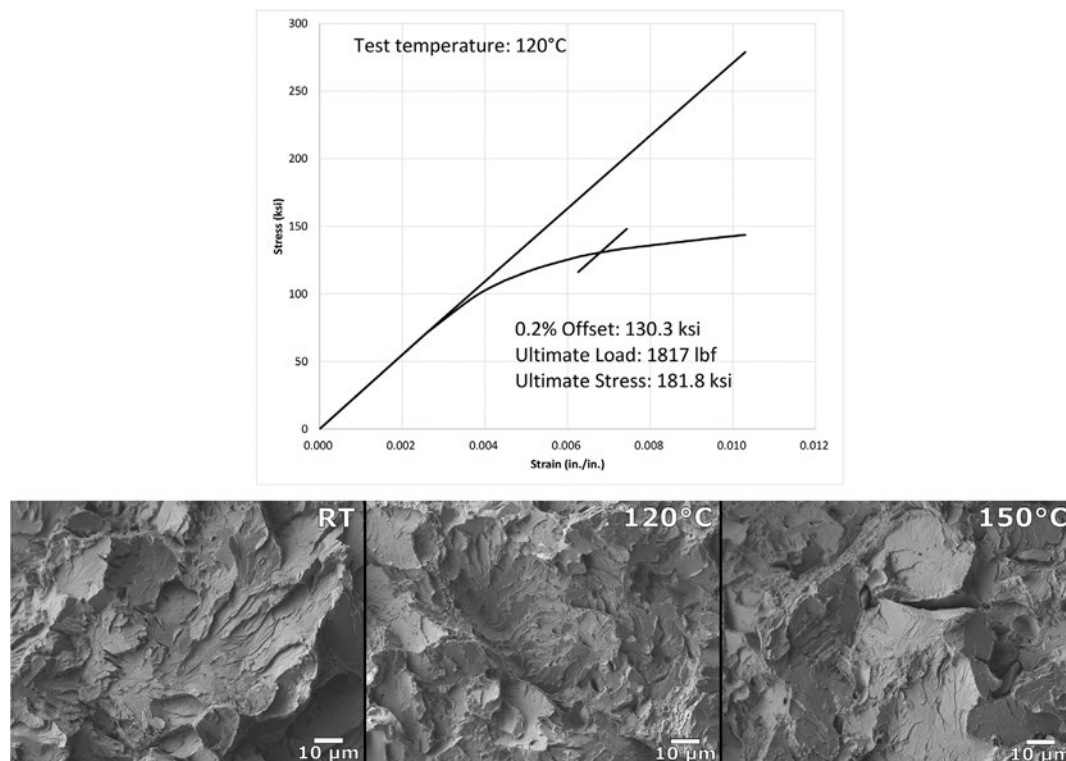 300
Test temperature: 120°C
250
200
150
100
50
0
Stress (ksi)
0.2% Offset: 130.3 ksi
Ultimate Load: 1817 lbf
Ultimate Stress: 181.8 ksi
0.000 0.002 0.004 0.006 0.008 0.010 0.012
Strain (in./in.)
RT 120°C 150°C
10 µm 10 µm 10 µm